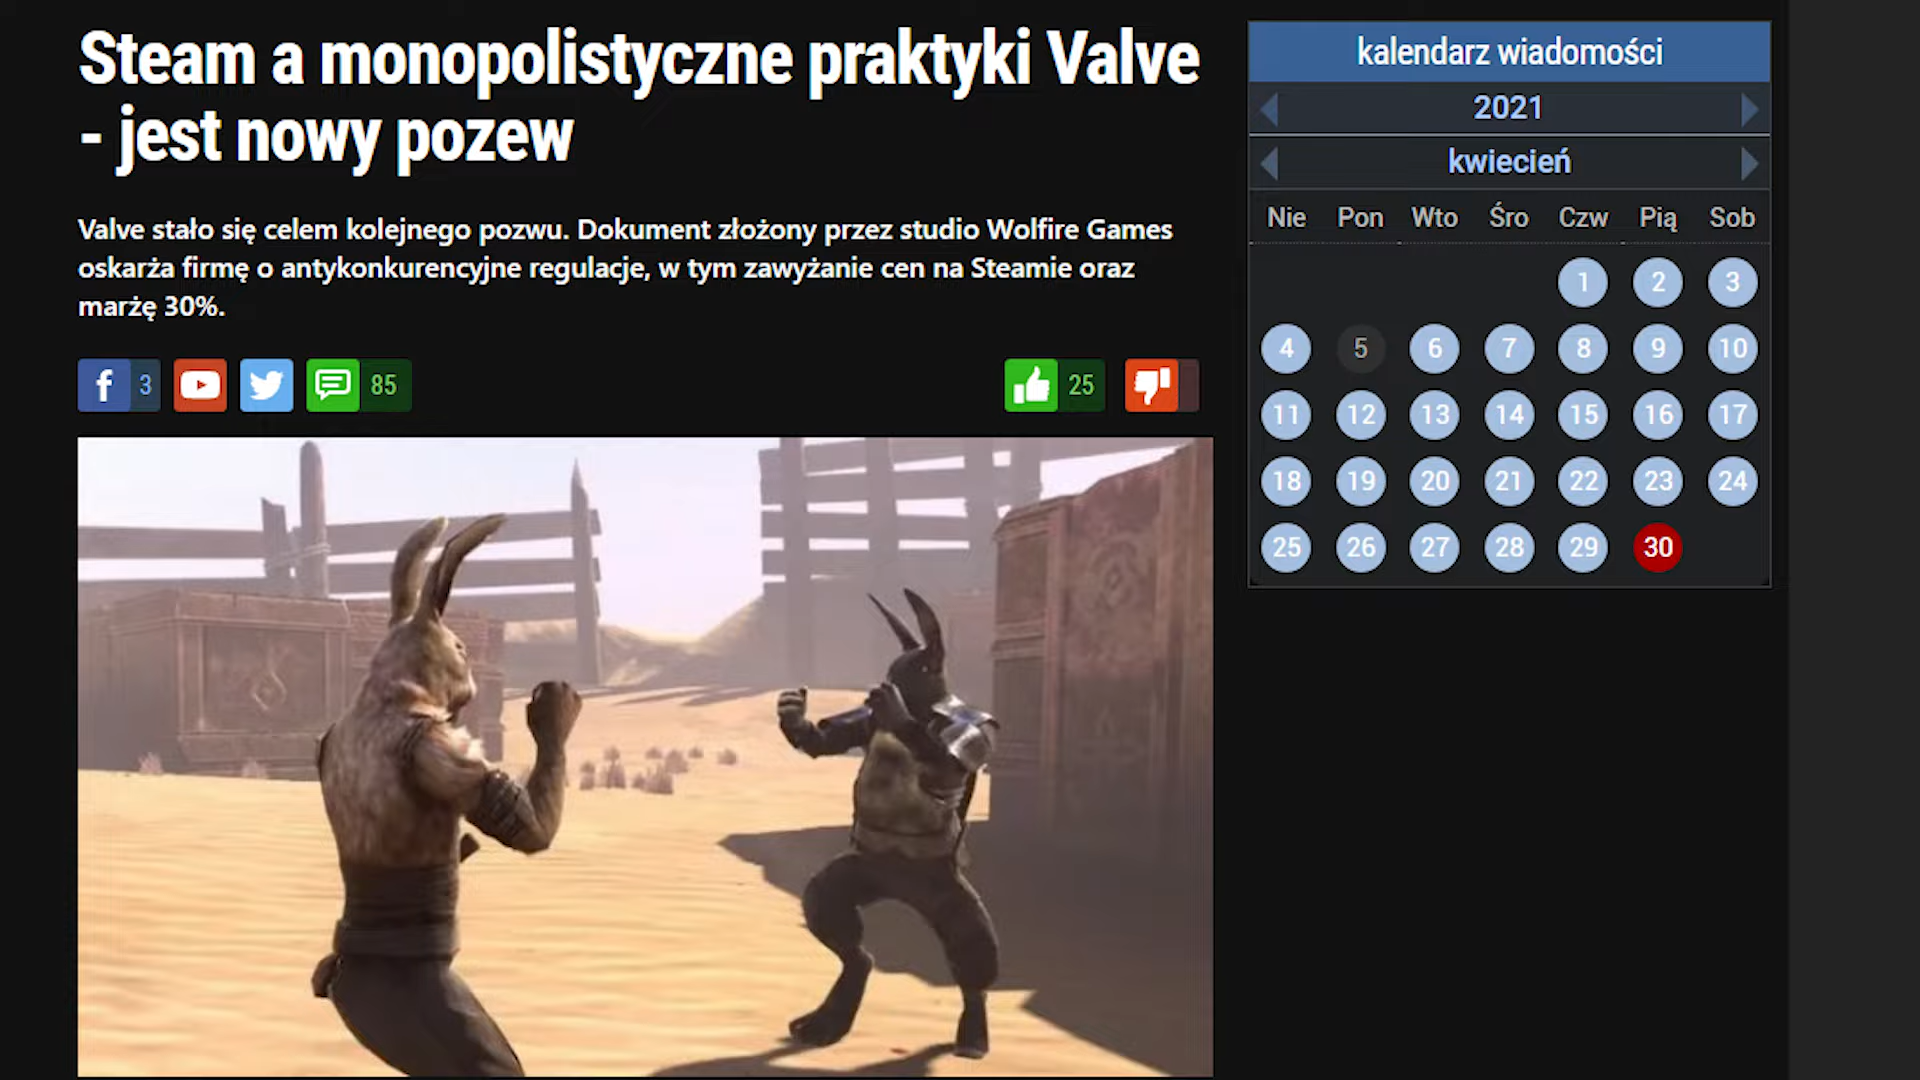 Steam a monopolistyczne praktyki Valve
- jest nowy pozew
Valve stało się celem kolejnego pozwu. Dokument złożony przez studio Wolfire Games
oskarża firmę o antykonkurencyjne regulacje, w tym zawyżanie cen na Steamie oraz
marżę 30%.
3
85
25
kalendarz wiadomości
2021
kwiecień
Nie Pon Wto Śro Czw Pią Sob
1 2 3
4 5 6 7 8 9 10
11 12 13 14 15 16 17
18 19 20 21 22 23 24
25 26 27 28 29 30